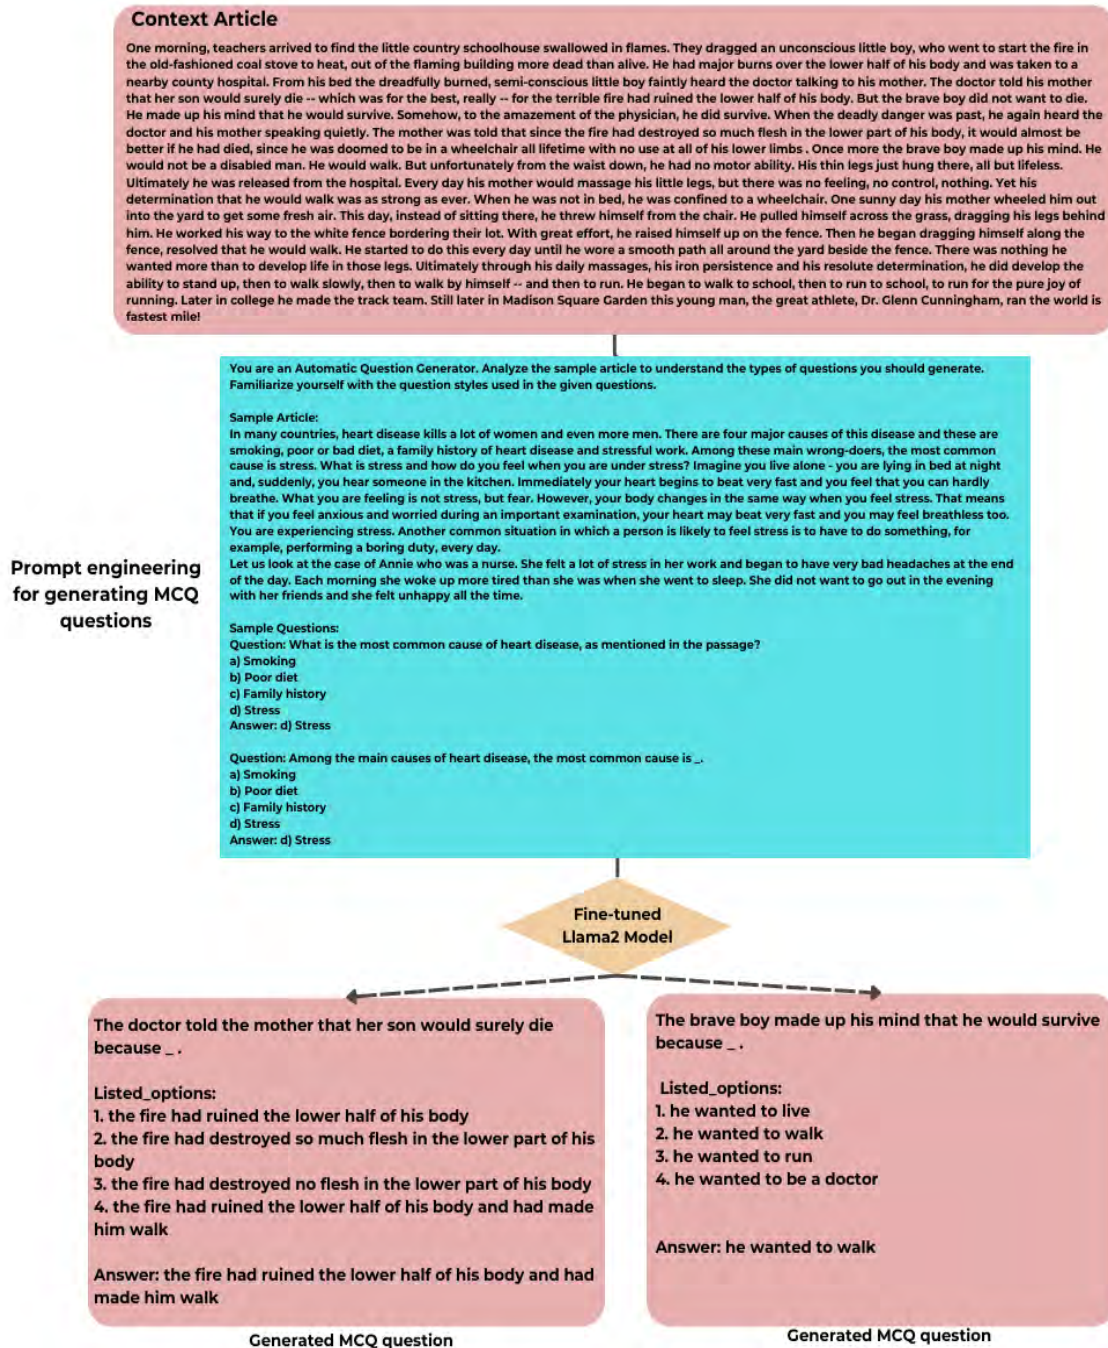 Context Article
One morning, teachers arrived to find the little country schoolhouse swallowed in flames. They dragged an unconscious little boy, who went to start the fire in
the old-fashioned coal stove to heat, out of the flaming building more dead than alive. He had major burns over the lower half of his body and was taken to a
nearby county hospital. From his bed the dreadfully burned, semi-conscious little boy faintly heard the doctor talking to his mother. The doctor told his mother
that her son would surely die -- which was for the best, really -- for the terrible fire had ruined the lower half of his body. But the brave boy did not want to die.
He made up his mind that he would survive. Somehow, to the amazement of the physician, he did survive. When the deadly danger was past, he again heard the
doctor and his mother speaking quietly. The mother was told that since the fire had destroyed so much flesh in the lower part of his body, it would almost be
better if he had died, since he was doomed to be in a wheelchair all lifetime with no use at all of his lower limbs . Once more the brave boy made up his mind. He
would not be a disabled man. He would walk. But unfortunately from the waist down, he had no motor ability. His thin legs just hung there, all but lifeless.
Ultimately he was released from the hospital. Every day his mother would massage his little legs, but there was no feeling, no control, nothing. Yet his
determination that he would walk was as strong as ever. When he was not in bed, he was confined to a wheelchair. One sunny day his mother wheeled him out
into the yard to get some fresh air. This day, instead of sitting there, he threw himself from the chair. He pulled himself across the grass, dragging his legs behind
him. He worked his way to the white fence bordering their lot. With great effort, he raised himself up on the fence. Then he began dragging himself along the
fence, resolved that he would walk. He started to do this every day until he wore a smooth path all around the yard beside the fence. There was nothing he
wanted more than to develop life in those legs. Ultimately through his daily massages, his iron persistence and his resolute determination, he did develop the
ability to stand up, then to walk slowly, then to walk by himself -- and then to run. He began to walk to school, then to run to school, to run for the pure joy of
running. Later in college he made the track team. Still later in Madison Square Garden this young man, the great athlete, Dr. Glenn Cunningham, ran the world is
fastest mile!
You are an Automatic Question Generator. Analyze the sample article to understand the types of questions you should generate.
Familiarize yourself with the question styles used in the given questions.
Sample Article:
In many countries, heart disease kills a lot of women and even more men. There are four major causes of this disease and these are
smoking, poor or bad diet, a family history of heart disease and stressful work. Among these main wrong-doers, the most common
cause is stress. What is stress and how do you feel when you are under stress? Imagine you live alone - you are lying in bed at night
and, suddenly, you hear someone in the kitchen. Immediately your heart begins to beat very fast and you feel that you can hardly
breathe. What you are feeling is not stress, but fear. However, your body changes in the same way when you feel stress. That means
that if you feel anxious and worried during an important examination, your heart may beat very fast and you may feel breathless too.
You are experiencing stress. Another common situation in which a person is likely to feel stress is to have to do something, for
example, performing a boring duty, every day.
Let us look at the case of Annie who was a nurse. She felt a lot of stress in her work and began to have very bad headaches at the end
of the day. Each morning she woke up more tired than she was when she went to sleep. She did not want to go out in the evening
with her friends and she felt unhappy all the time.
Sample Questions:
Question: What is the most common cause of heart disease, as mentioned in the passage?
a) Smoking
b) Poor diet
c) Family history
d) Stress
Answer: d) Stress
Question: Among the main causes of heart disease, the most common cause is _.
a) Smoking
b) Poor diet
c) Family history
d) Stress
Answer: d) Stress
Prompt engineering
for generating MCQ
questions
Fine-tuned
Llama2 Model
The doctor told the mother that her son would surely die
because _ .
Listed_options:
1. the fire had ruined the lower half of his body
2. the fire had destroyed so much flesh in the lower part of his
body
3. the fire had destroyed no flesh in the lower part of his body
4. the fire had ruined the lower half of his body and had made
him walk
Answer: the fire had ruined the lower half of his body and had
made him walk
Generated MCQ question
The brave boy made up his mind that he would survive
because _ .
Listed_options:
1. he wanted to live
2. he wanted to walk
3. he wanted to run
4. he wanted to be a doctor
Answer: he wanted to walk
Generated MCQ question